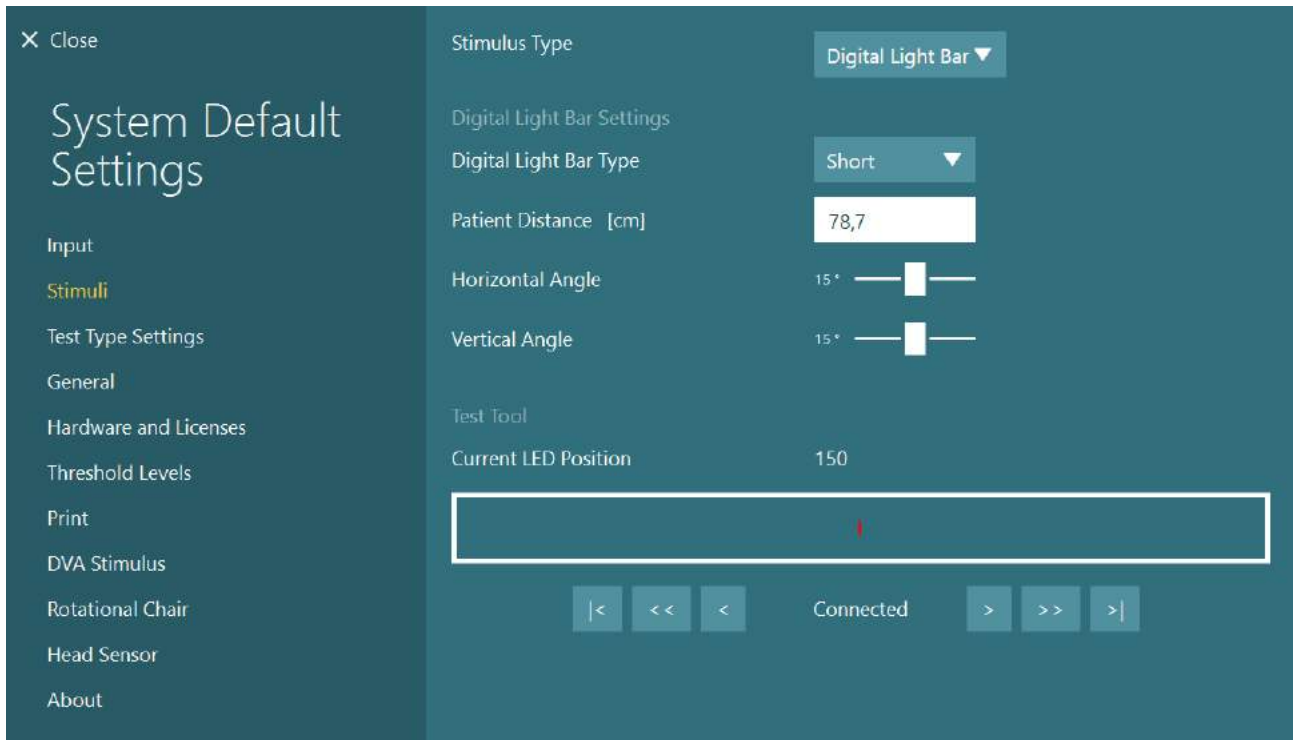 ✕ Close
System Default
Settings
Input
Stimuli
Test Type Settings
General
Hardware and Licenses
Threshold Levels
Print
DVA Stimulus
Rotational Chair
Head Sensor
About
Stimulus Type Digital Light Bar ▼
Digital Light Bar Settings
Digital Light Bar Type Short ▼
Patient Distance [cm] 78,7
Horizontal Angle 15°
Vertical Angle 15°
Test Tool
Current LED Position 150
|< << < Connected > >> >|